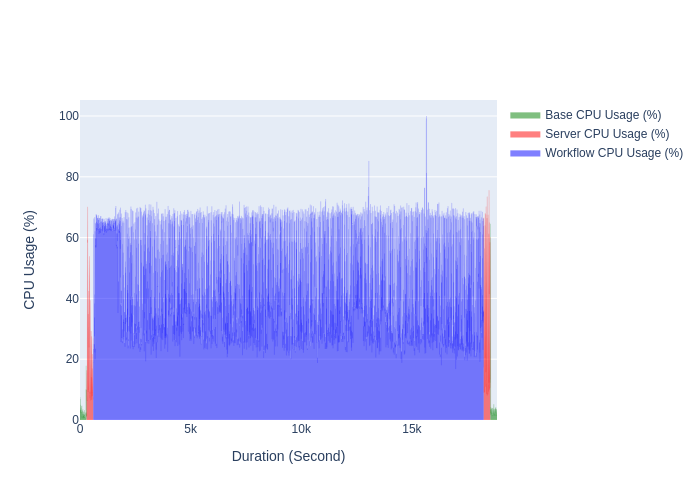 Base CPU Usage (%)
Server CPU Usage (%)
Workflow CPU Usage (%)
CPU Usage (%)
100
80
60
40
20
0
0 5k 10k 15k
Duration (Second)